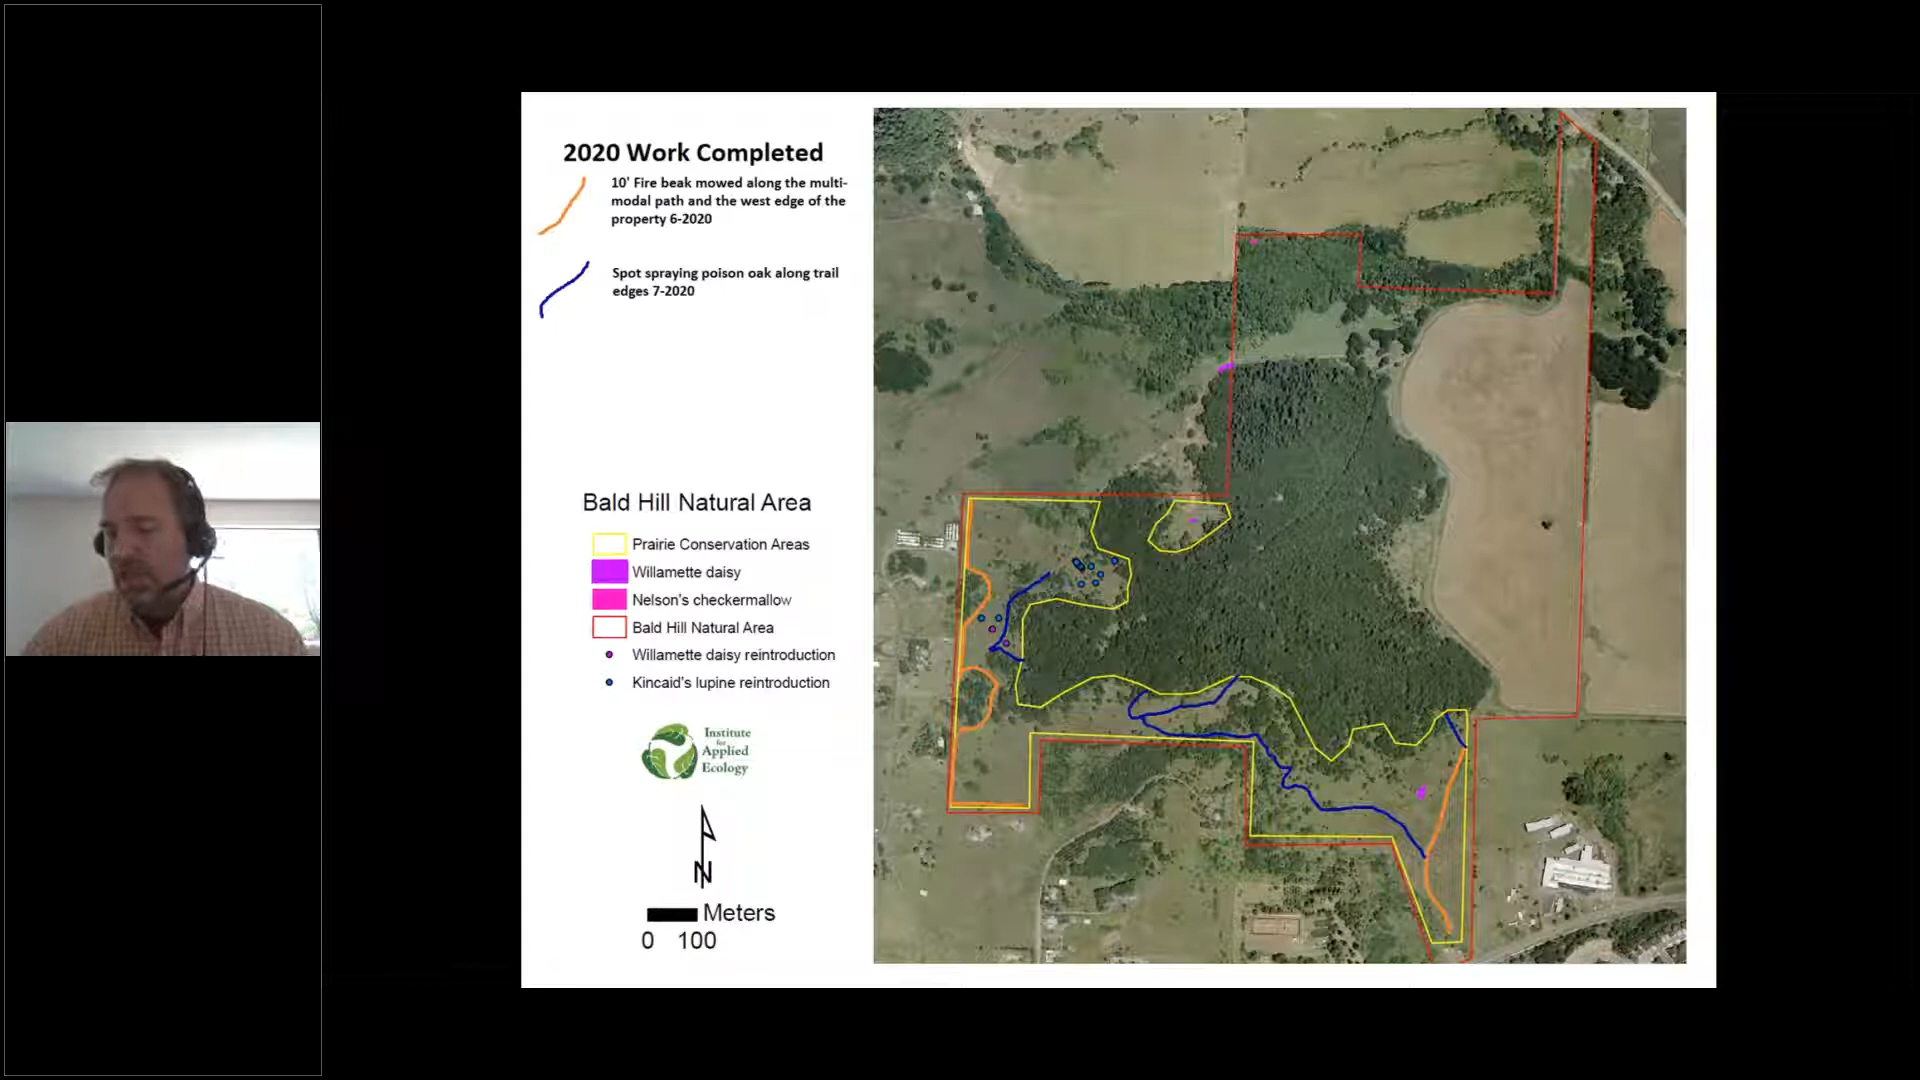 2020 Work Completed
10' Fire beak mowed along the multi-
modal path and the west edge of the
property 6-2020
Spot spraying poison oak along trail
edges 7-2020
Bald Hill Natural Area
Prairie Conservation Areas
Willamette daisy
Nelson's checkermallow
Bald Hill Natural Area
Willamette daisy reintroduction
Kincaid's lupine reintroduction
Institute
for
Applied
Ecology
N
Meters
0 100